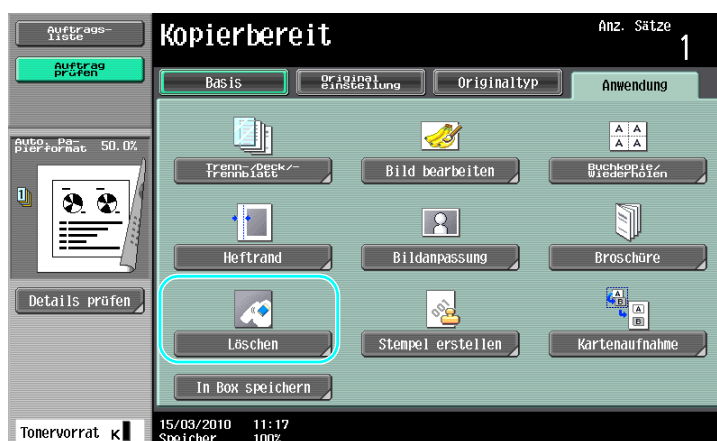 Auftrags-
liste
Kopierbereit
Anz. Sätze
1
Auftrag
prüfen
Basis
Original
einstellung
Originaltyp
Anwendung
Auto. Pa-
pierformat 50.0%
1
Trenn-/Deck/-
Trennblatt
Bild bearbeiten
A A
A A
Buchkopie/
Wiederholen
Heftrand
Bildanpassung
Broschüre
Details prüfen
Löschen
001
Stempel erstellen
A
B
A
B
Kartenaufnahme
In Box speichern
Tonervorrat K
15/03/2010 11:17
Speicher 100%